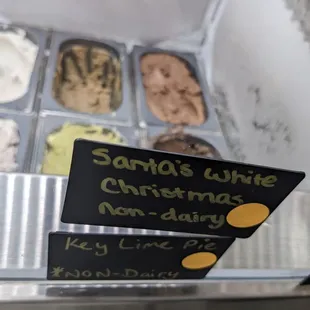 Santa's White
Christmas
Non-dairy
Key Lime Pie
*NON-Dairy